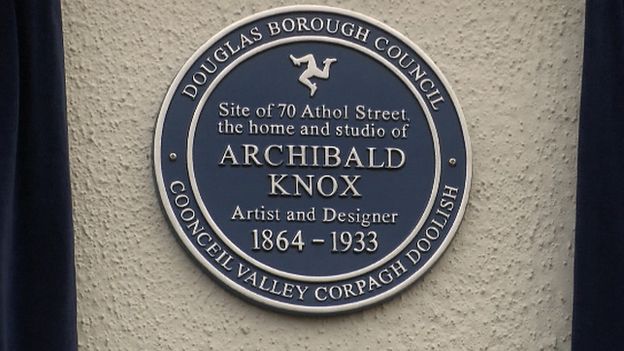 DOUGLAS BOROUGH COUNCIL
Site of 70 Athol Street,
the home and studio of
ARCHIBALD
KNOX
Artist and Designer
1864 - 1933
COONCEIL VALLEY CORPAGH DOOLISH